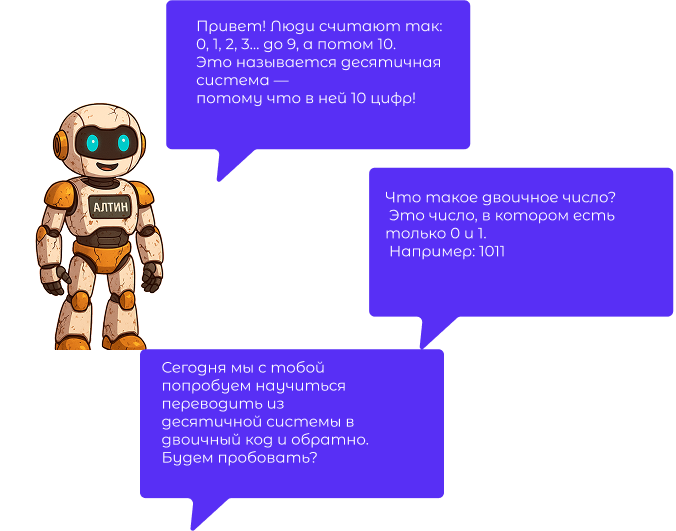 Привет! Люди считают так:
0, 1, 2, 3... до 9, а потом 10.
Это называется десятичная
система —
потому что в ней 10 цифр!
АЛТИН
Что такое двоичное число?
Это число, в котором есть
только 0 и 1.
Например: 1011
Сегодня мы с тобой
попробуем научиться
переводить из
десятичной системы в
двоичный код и обратно.
Будем пробовать?